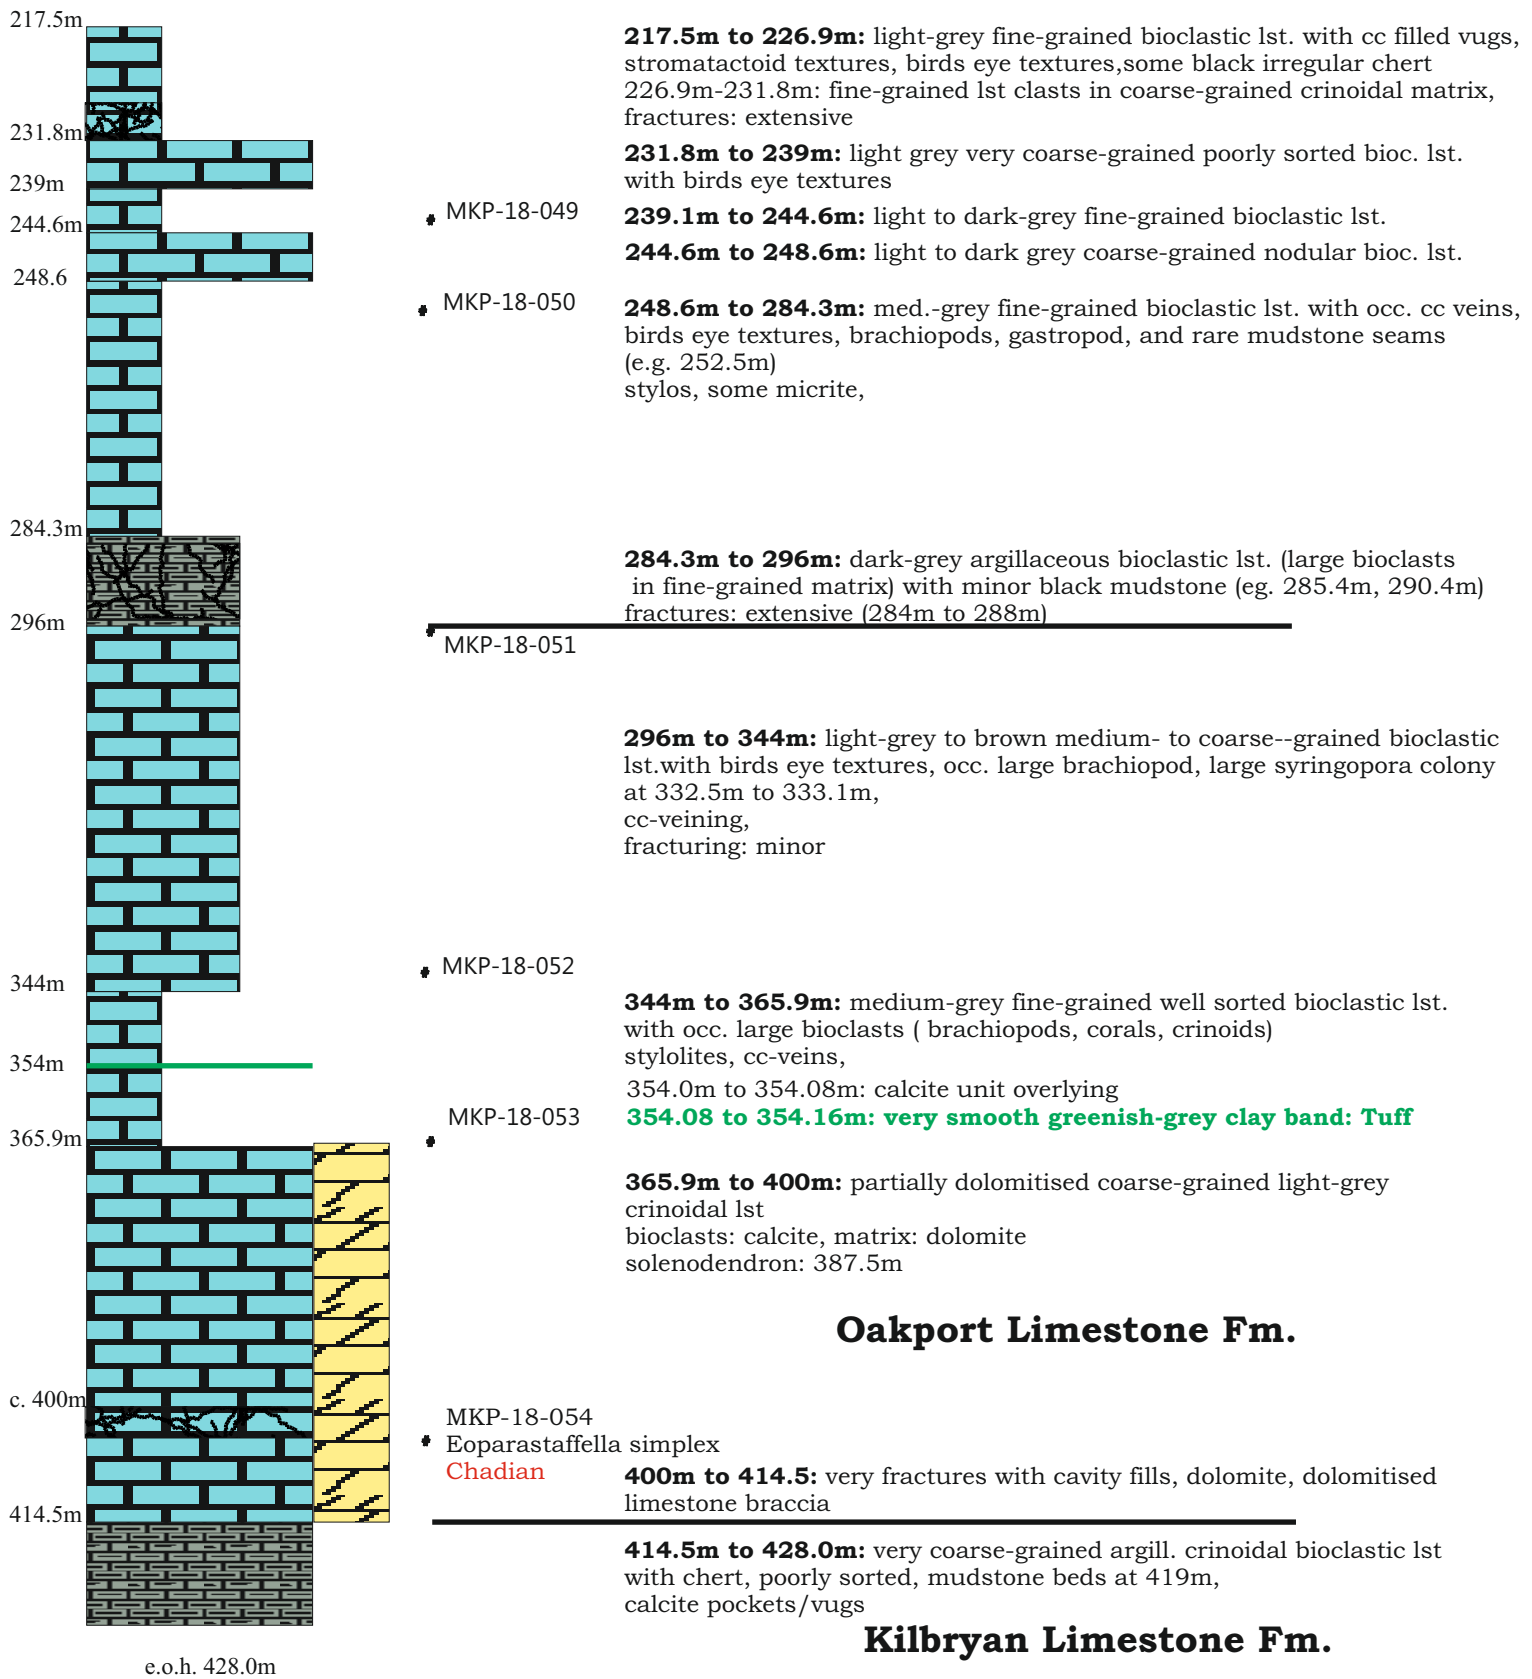 217.5m
217.5m to 226.9m: light-grey fine-grained bioclastic lst. with cc filled vugs,
stromatactoid textures, birds eye textures,some black irregular chert
226.9m-231.8m: fine-grained lst clasts in coarse-grained crinoidal matrix,
fractures: extensive
231.8m
231.8m to 239m: light grey very coarse-grained poorly sorted bioc. lst.
with birds eye textures
239m
MKP-18-049
239.1m to 244.6m: light to dark-grey fine-grained bioclastic lst.
244.6m
244.6m to 248.6m: light to dark grey coarse-grained nodular bioc. lst.
248.6
MKP-18-050
248.6m to 284.3m: med.-grey fine-grained bioclastic lst. with occ. cc veins,
birds eye textures, brachiopods, gastropod, and rare mudstone seams
(e.g. 252.5m)
stylos, some micrite,
284.3m
284.3m to 296m: dark-grey argillaceous bioclastic lst. (large bioclasts
in fine-grained matrix) with minor black mudstone (eg. 285.4m, 290.4m)
fractures: extensive (284m to 288m)
296m
MKP-18-051
296m to 344m: light-grey to brown medium- to coarse--grained bioclastic
lst.with birds eye textures, occ. large brachiopod, large syringopora colony
at 332.5m to 333.1m,
cc-veining,
fracturing: minor
MKP-18-052
344m
344m to 365.9m: medium-grey fine-grained well sorted bioclastic lst.
with occ. large bioclasts ( brachiopods, corals, crinoids)
stylolites, cc-veins,
354m
354.0m to 354.08m: calcite unit overlying
MKP-18-053
354.08 to 354.16m: very smooth greenish-grey clay band: Tuff
365.9m
365.9m to 400m: partially dolomitised coarse-grained light-grey
crinoidal lst
bioclasts: calcite, matrix: dolomite
solenodendron: 387.5m
Oakport Limestone Fm.
c. 400m
MKP-18-054
Eoparastaffella simplex
Chadian
400m to 414.5: very fractures with cavity fills, dolomite, dolomitised
limestone braccia
414.5m
414.5m to 428.0m: very coarse-grained argill. crinoidal bioclastic lst
with chert, poorly sorted, mudstone beds at 419m,
calcite pockets/vugs
Kilbryan Limestone Fm.
e.o.h. 428.0m